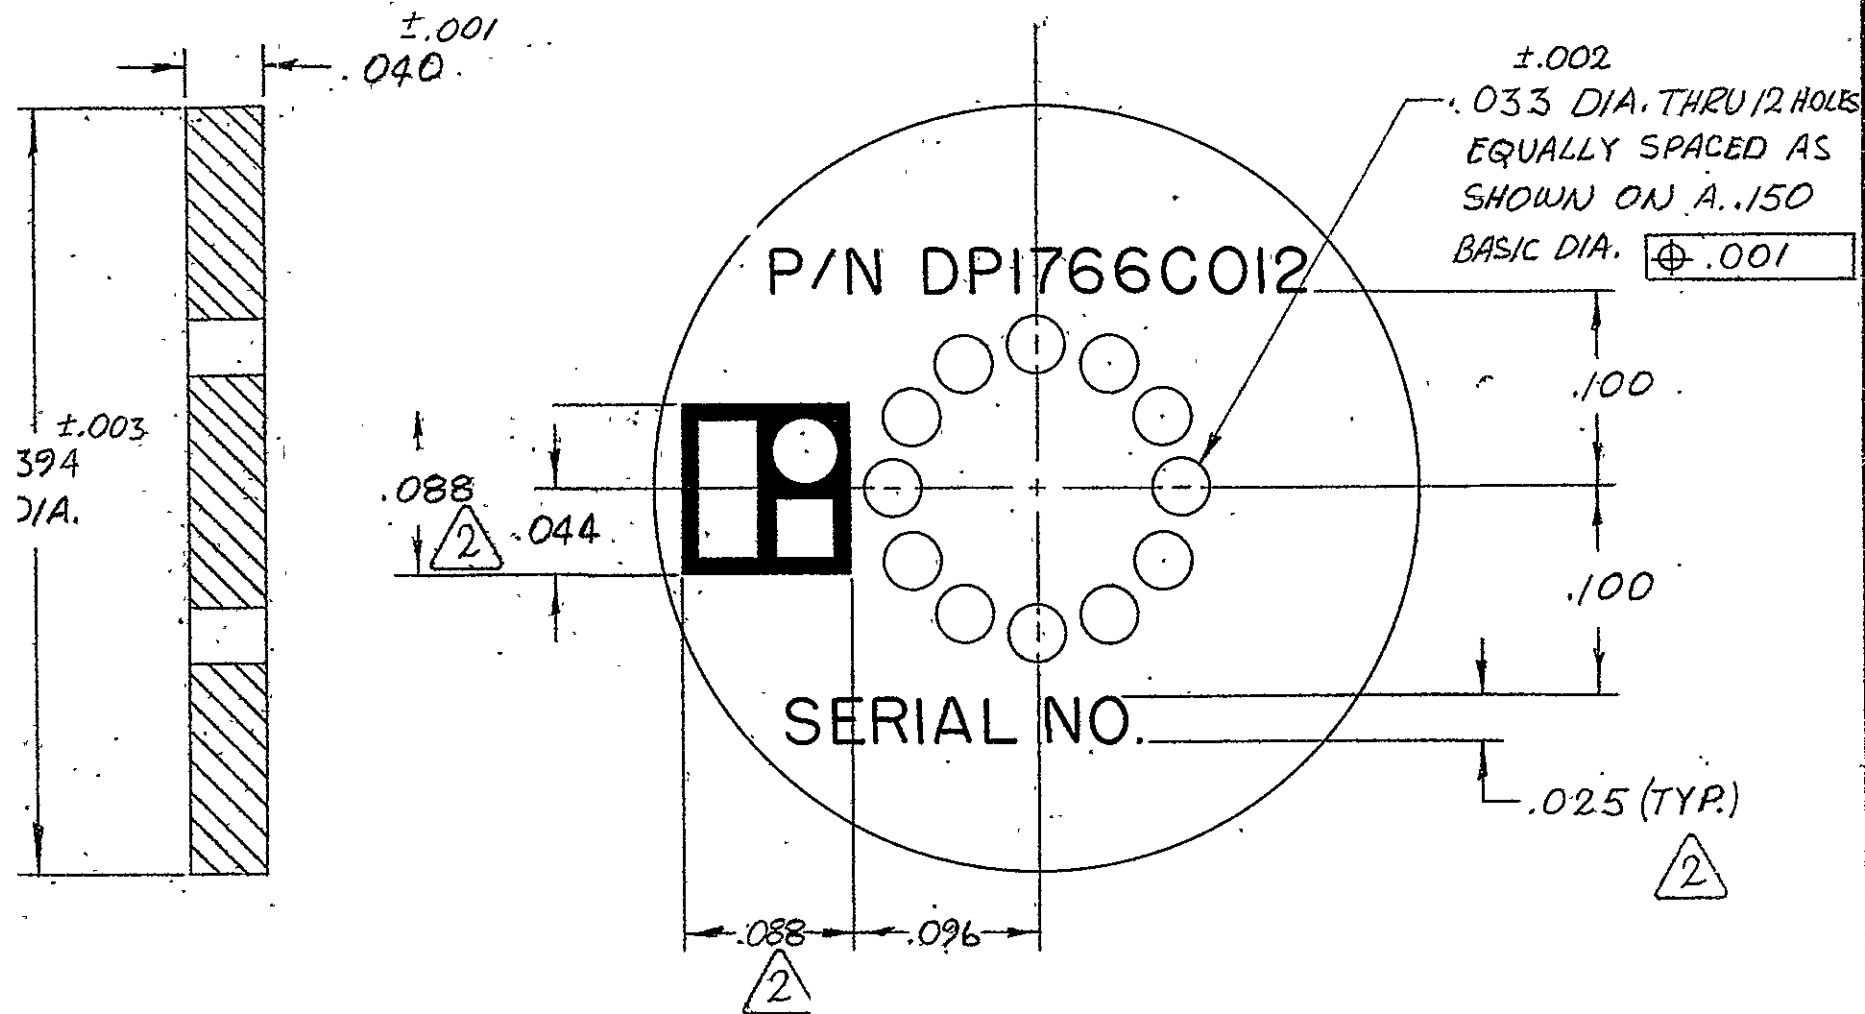 ±.001
.040
±.002
.033 DIA. THRU 12 HOLES
EQUALLY SPACED AS
SHOWN ON A .150
BASIC DIA. ⌖ .001
P/N DP1766C012
.100
±.003
394
DIA.
.088
2
.044
.100
SERIAL NO.
.025 (TYP.)
2
.088
.096
2